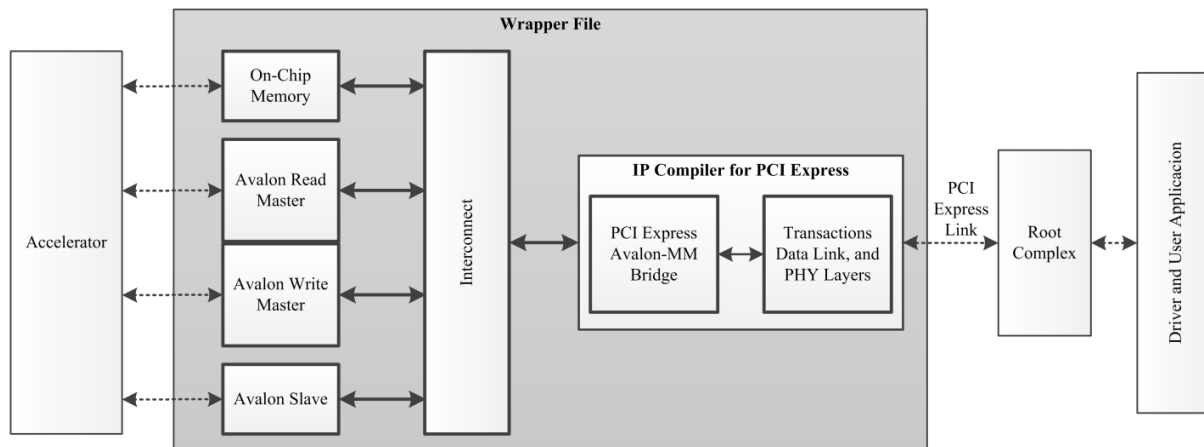 Wrapper File
Accelerator
On-Chip
Memory
Avalon Read
Master
Avalon Write
Master
Avalon Slave
Interconnect
IP Compiler for PCI Express
PCI Express
Avalon-MM
Bridge
Transactions
Data Link, and
PHY Layers
PCI
Express
Link
Root
Complex
Driver and User Applicacion